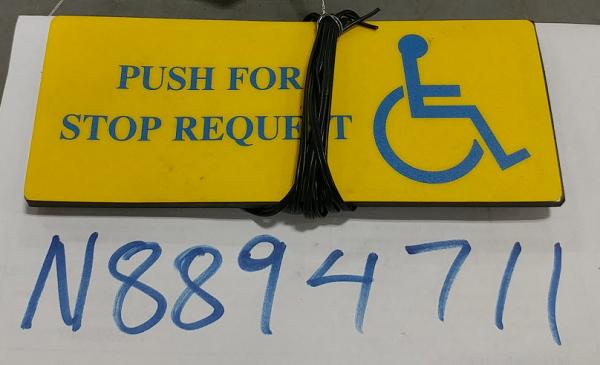 PUSH FOR
STOP REQUEST
N8894711